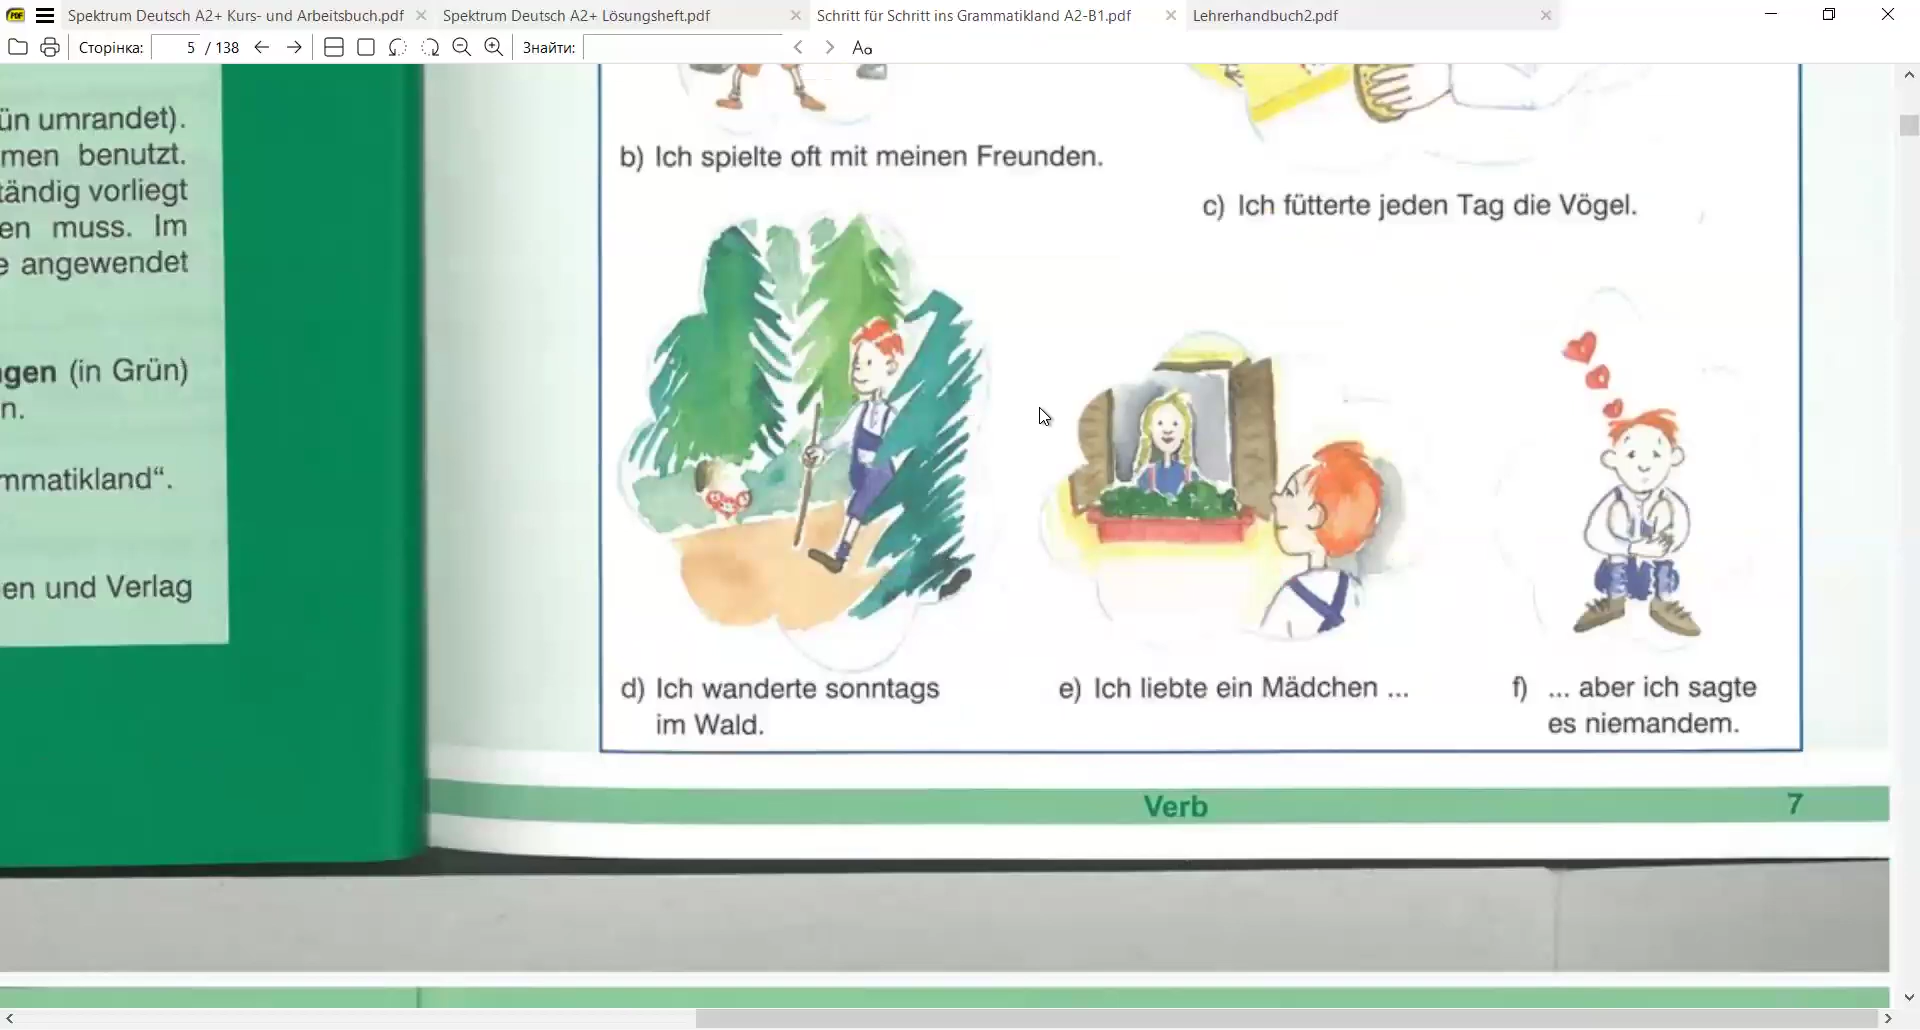 Spektrum Deutsch A2+ Kurs- und Arbeitsbuch.pdf
Spektrum Deutsch A2+ Lösungsheft.pdf
Schritt für Schritt ins Grammatikland A2-B1.pdf
Lehrerhandbuch2.pdf
Сторінка: 5 / 138
Знайти:
Aa
ün umrandet).
men benutzt.
tändig vorliegt
en muss. Im
e angewendet
gen (in Grün)
n.
mmatikland“.
en und Verlag
b) Ich spielte oft mit meinen Freunden.
c) Ich fütterte jeden Tag die Vögel.
d) Ich wanderte sonntags
im Wald.
e) Ich liebte ein Mädchen ...
f) ... aber ich sagte
es niemandem.
Verb
7